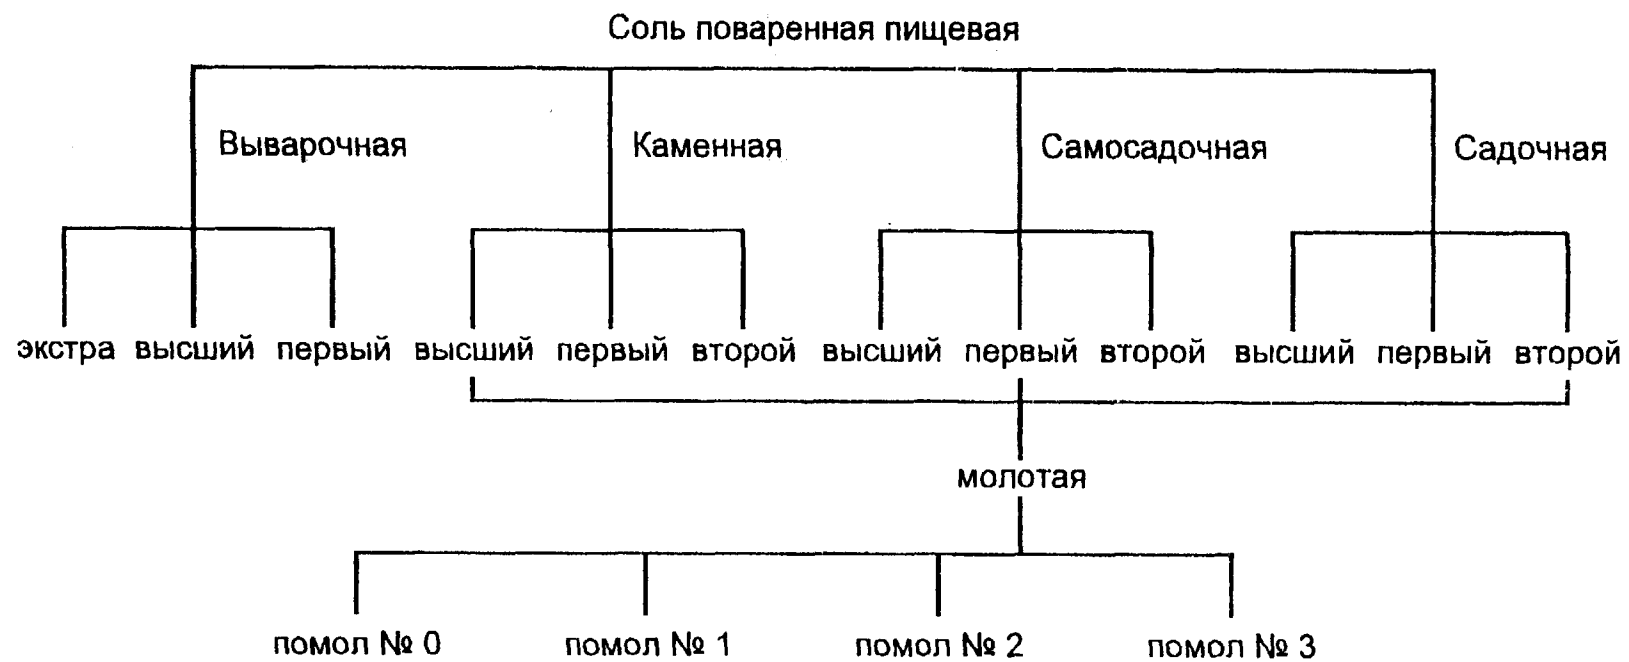 Соль поваренная пищевая
Выварочная Каменная Самосадочная Садочная
экстра высший первый высший первый второй высший первый второй высший первый второй
молотая
помол № 0 помол № 1 помол № 2 помол № 3